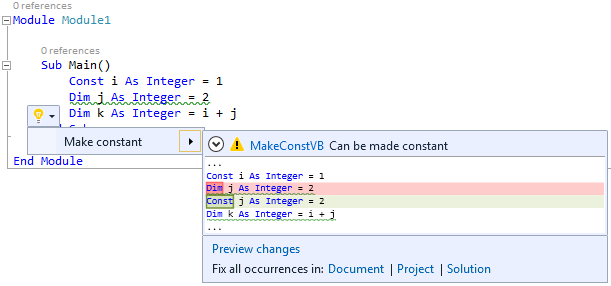 0 references
Module Module1
0 references
Sub Main()
Const i As Integer = 1
Dim j As Integer = 2
Dim k As Integer = i + j
End Module
Make constant
MakeConstVB Can be made constant
...
Const i As Integer = 1
Dim j As Integer = 2
Const j As Integer = 2
Dim k As Integer = i + j
...
Preview changes
Fix all occurrences in: Document | Project | Solution